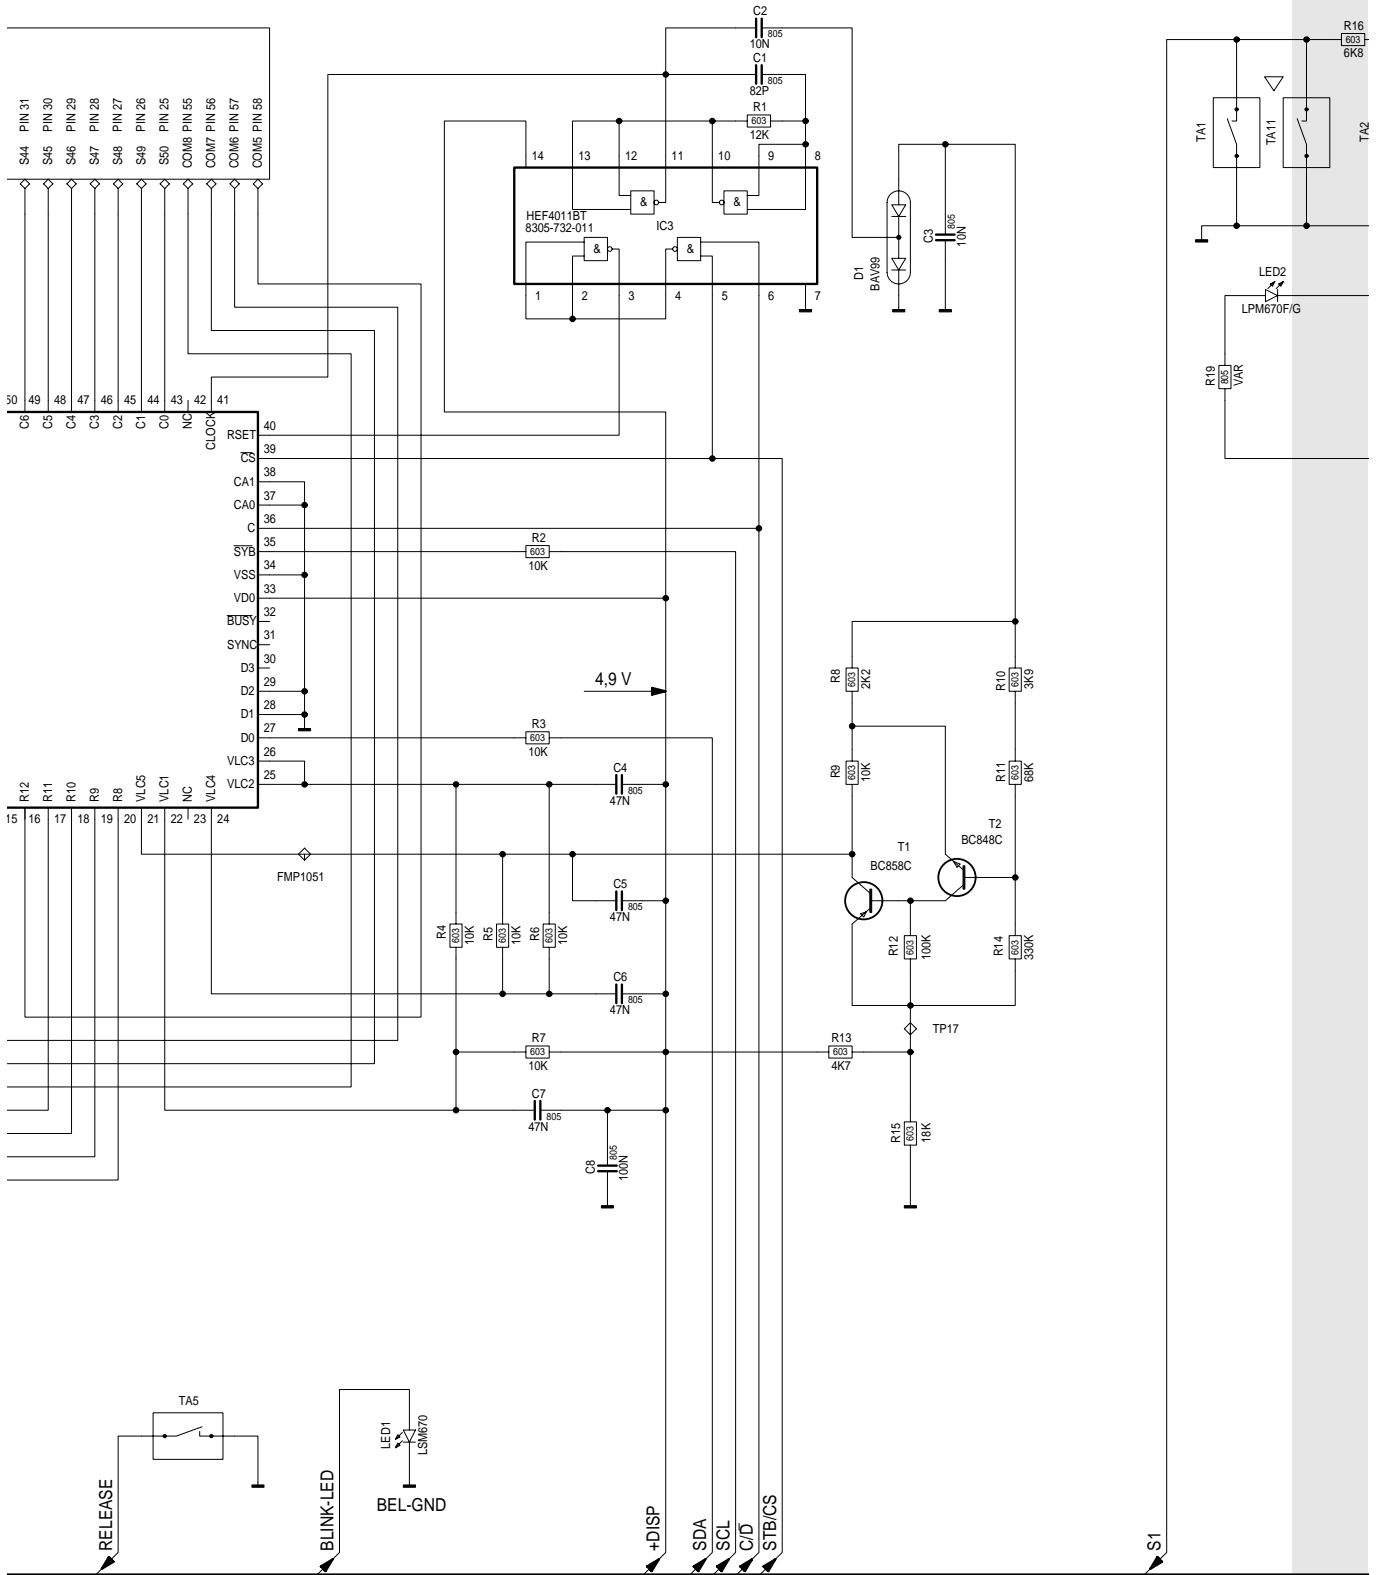 C2
805
10N
C1
805
82P
R1
603
12K
R16
603
6K8
S44 PIN 31
S45 PIN 30
S46 PIN 29
S47 PIN 28
S48 PIN 27
S49 PIN 26
S50 PIN 25
COM8 PIN 55
COM7 PIN 56
COM6 PIN 57
COM5 PIN 58
14 13 12 11 10 9 8
&
&
HEF4011BT
8305-732-011
IC3
&
&
1 2 3 4 5 6 7
D1
BAV99
C3
805
10N
TA1
TA11
TA2
LED2
LPM670F/G
R19
805
VAR
50 49 48 47 46 45 44 43 42 41
C6
C5
C4
C3
C2
C1
C0
NC
CLOCK
RSET 40
CS 39
CA1 38
CA0 37
C 36
SYB 35
VSS 34
VD0 33
BUSY 32
SYNC 31
D3 30
D2 29
D1 28
D0 27
VLC3 26
VLC2 25
R2
603
10K
4,9 V
R3
603
10K
C4
805
47N
R8
603
2K2
R10
603
3K9
R9
603
10K
R11
603
68K
R12
R11
R10
R9
R8
VLC5
VLC1
NC
VLC4
15 16 17 18 19 20 21 22 23 24
FMP1051
T1
BC858C
T2
BC848C
C5
805
47N
R4
603
10K
R5
603
10K
R6
603
10K
R12
603
100K
R14
603
330K
C6
805
47N
TP17
R7
603
10K
R13
603
4K7
C7
805
47N
C8
805
100N
R15
603
18K
TA5
LED1
LSM670
BEL-GND
RELEASE
BLINK-LED
+DISP
SDA
SCL
C/D̅
STB/CS
S1